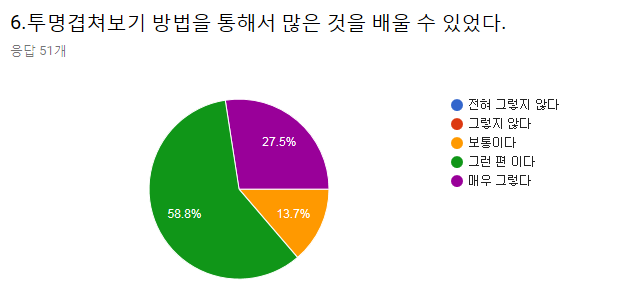 6.투명겹쳐보기 방법을 통해서 많은 것을 배울 수 있었다.
응답 51개
27.5%
58.8%
13.7%
전혀 그렇지 않다
그렇지 않다
보통이다
그런 편 이다
매우 그렇다